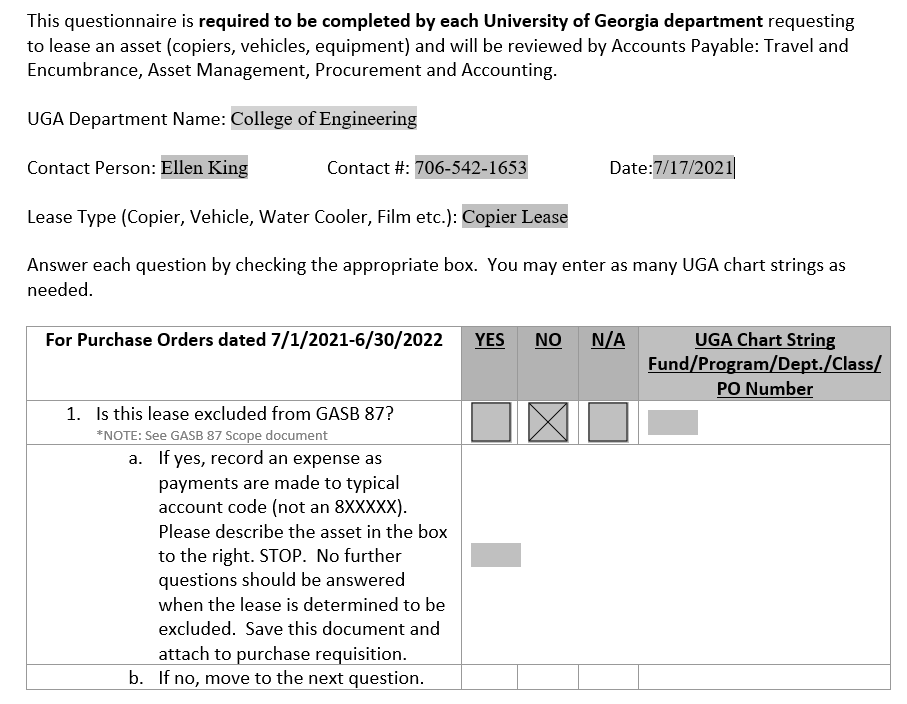 This questionnaire is required to be completed by each University of Georgia department requesting
to lease an asset (copiers, vehicles, equipment) and will be reviewed by Accounts Payable: Travel and
Encumbrance, Asset Management, Procurement and Accounting.
UGA Department Name: College of Engineering
Contact Person: Ellen King Contact #: 706-542-1653 Date:7/17/2021
Lease Type (Copier, Vehicle, Water Cooler, Film etc.): Copier Lease
Answer each question by checking the appropriate box. You may enter as many UGA chart strings as
needed.
For Purchase Orders dated 7/1/2021-6/30/2022 YES NO N/A UGA Chart String
Fund/Program/Dept./Class/
PO Number
1. Is this lease excluded from GASB 87?
*NOTE: See GASB 87 Scope document
a. If yes, record an expense as
payments are made to typical
account code (not an 8XXXXX).
Please describe the asset in the box
to the right. STOP. No further
questions should be answered
when the lease is determined to be
excluded. Save this document and
attach to purchase requisition.
b. If no, move to the next question.